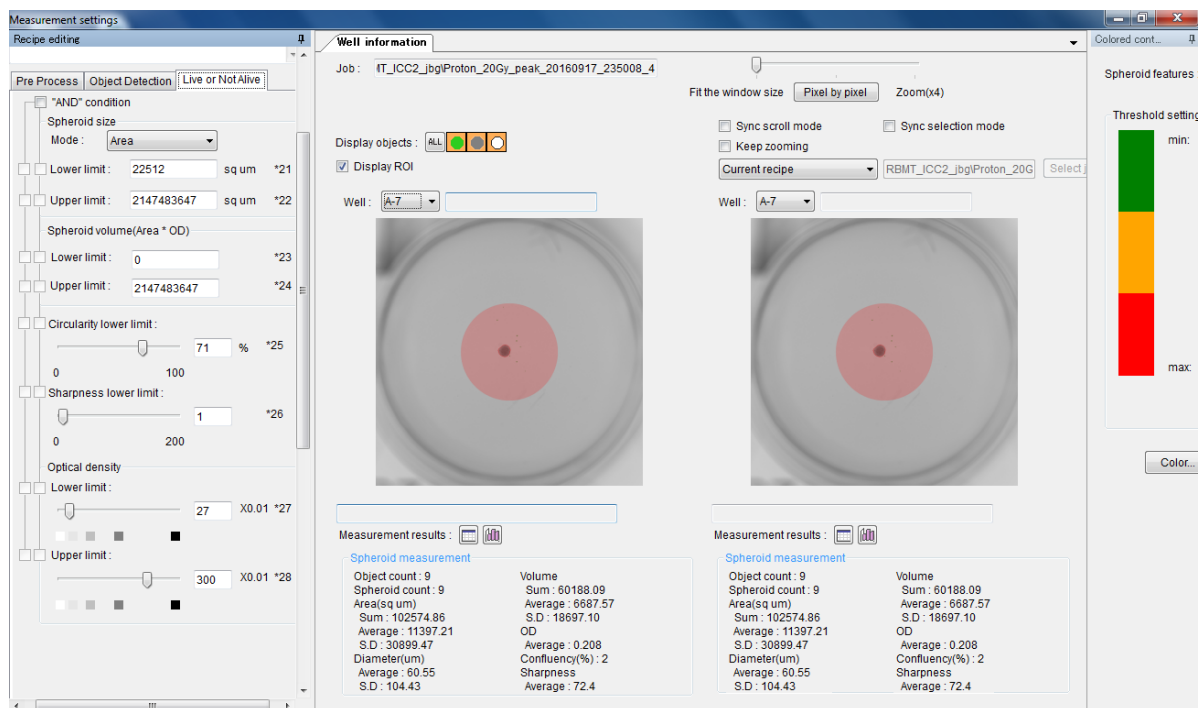 Measurement settings
Recipe editing
Pre Process
Object Detection
Live or NotAlive
"AND" condition
Spheroid size
Mode : Area
Lower limit : 22512 sq um *21
Upper limit : 2147483647 sq um *22
Spheroid volume(Area * OD)
Lower limit : 0 *23
Upper limit : 2147483647 *24
Circularity lower limit :
71 % *25
0 100
Sharpness lower limit :
1 *26
0 200
Optical density
Lower limit :
27 X0.01 *27
Upper limit :
300 X0.01 *28
Well information
Job : IT_ICC2_jbg\Proton_20Gy_peak_20160917_235008_4
Fit the window size Pixel by pixel Zoom(x4)
Display objects : ALL
Display ROI
Sync scroll mode Sync selection mode
Keep zooming
Current recipe RBMT_ICC2_jbg\Proton_20G Select j
Well : A-7
Well : A-7
Measurement results :
Spheroid measurement
Object count : 9
Spheroid count : 9
Area(sq um)
Sum : 102574.86
Average : 11397.21
S.D : 30899.47
Diameter(um)
Average : 60.55
S.D : 104.43
Volume
Sum : 60188.09
Average : 6687.57
S.D : 18697.10
OD
Average : 0.208
Confluency(%) : 2
Sharpness
Average : 72.4
Measurement results :
Spheroid measurement
Object count : 9
Spheroid count : 9
Area(sq um)
Sum : 102574.86
Average : 11397.21
S.D : 30899.47
Diameter(um)
Average : 60.55
S.D : 104.43
Volume
Sum : 60188.09
Average : 6687.57
S.D : 18697.10
OD
Average : 0.208
Confluency(%) : 2
Sharpness
Average : 72.4
Colored cont...
Spheroid features
Threshold setting
min:
max:
Color...